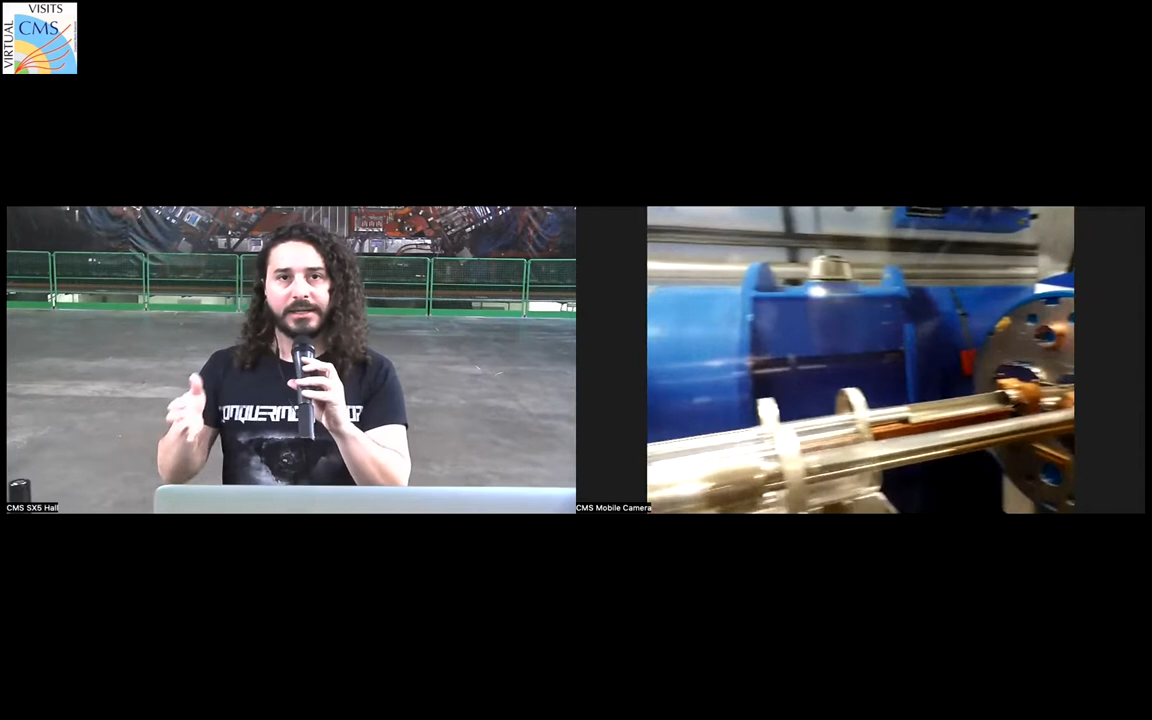 VISITS
CMS
VIRTUAL
CMS SX5 Hall
CMS Mobile Camera